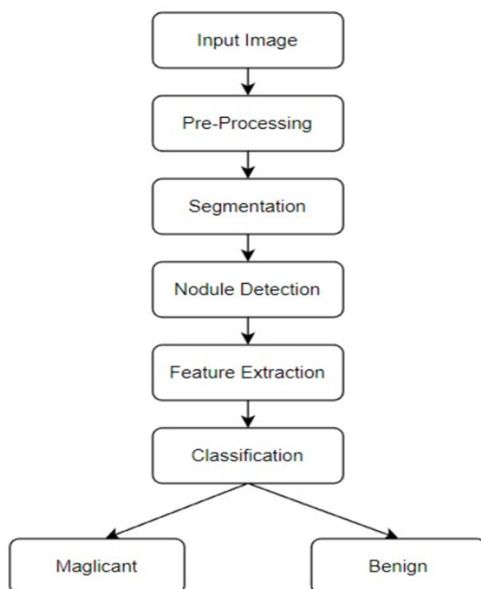 Input Image
Pre-Processing
Segmentation
Nodule Detection
Feature Extraction
Classification
Maglicant
Benign